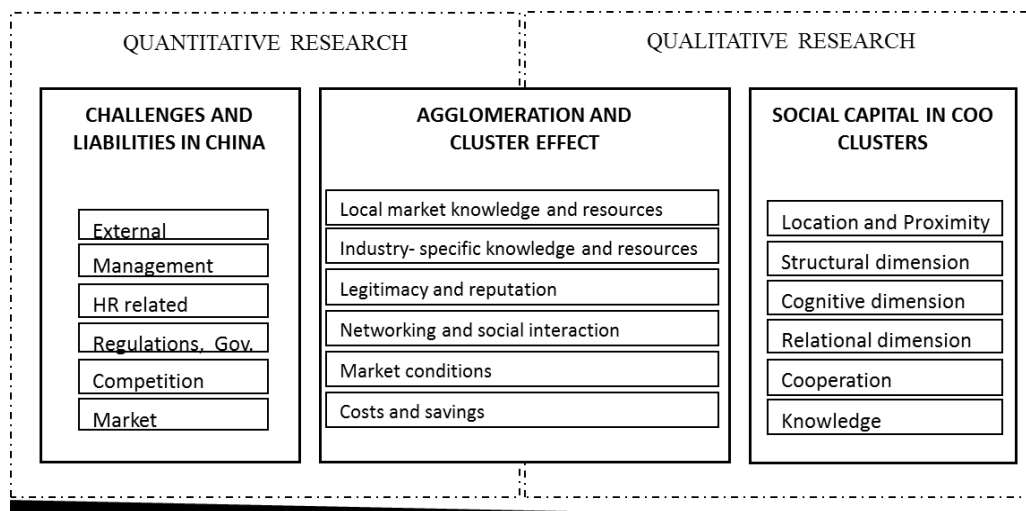 QUANTITATIVE RESEARCH
QUALITATIVE RESEARCH
CHALLENGES AND
LIABILITIES IN CHINA
External
Management
HR related
Regulations, Gov.
Competition
Market
AGGLOMERATION AND
CLUSTER EFFECT
Local market knowledge and resources
Industry- specific knowledge and resources
Legitimacy and reputation
Networking and social interaction
Market conditions
Costs and savings
SOCIAL CAPITAL IN COO
CLUSTERS
Location and Proximity
Structural dimension
Cognitive dimension
Relational dimension
Cooperation
Knowledge